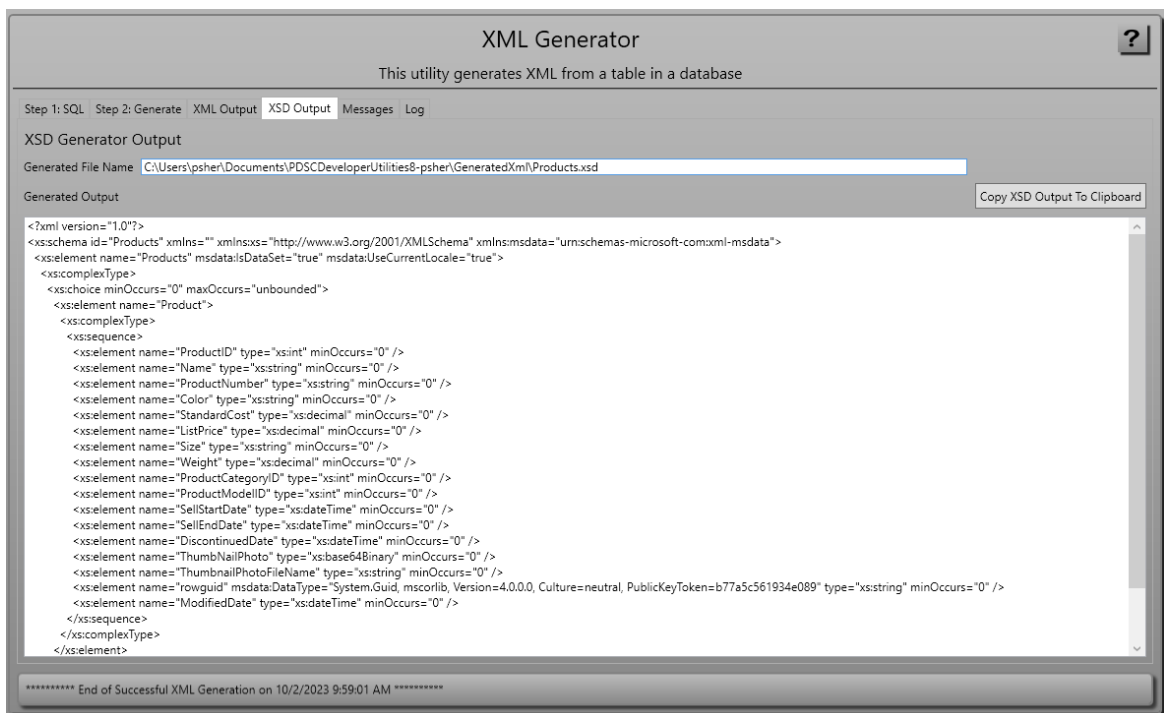 XML Generator
?
This utility generates XML from a table in a database
Step 1: SQL Step 2: Generate XML Output XSD Output Messages Log
XSD Generator Output
Generated File Name C:\Users\psher\Documents\PDSCDeveloperUtilities8-psher\GeneratedXml\Products.xsd
Generated Output
Copy XSD Output To Clipboard
<?xml version="1.0"?>
<xs:schema id="Products" xmlns="" xmlns:xs="http://www.w3.org/2001/XMLSchema" xmlns:msdata="urn:schemas-microsoft-com:xml-msdata">
<xs:element name="Products" msdata:IsDataSet="true" msdata:UseCurrentLocale="true">
<xs:complexType>
<xs:choice minOccurs="0" maxOccurs="unbounded">
<xs:element name="Product">
<xs:complexType>
<xs:sequence>
<xs:element name="ProductID" type="xs:int" minOccurs="0" />
<xs:element name="Name" type="xs:string" minOccurs="0" />
<xs:element name="ProductNumber" type="xs:string" minOccurs="0" />
<xs:element name="Color" type="xs:string" minOccurs="0" />
<xs:element name="StandardCost" type="xs:decimal" minOccurs="0" />
<xs:element name="ListPrice" type="xs:decimal" minOccurs="0" />
<xs:element name="Size" type="xs:string" minOccurs="0" />
<xs:element name="Weight" type="xs:decimal" minOccurs="0" />
<xs:element name="ProductCategoryID" type="xs:int" minOccurs="0" />
<xs:element name="ProductModelID" type="xs:int" minOccurs="0" />
<xs:element name="SellStartDate" type="xs:dateTime" minOccurs="0" />
<xs:element name="SellEndDate" type="xs:dateTime" minOccurs="0" />
<xs:element name="DiscontinuedDate" type="xs:dateTime" minOccurs="0" />
<xs:element name="ThumbNailPhoto" type="xs:base64Binary" minOccurs="0" />
<xs:element name="ThumbnailPhotoFileName" type="xs:string" minOccurs="0" />
<xs:element name="rowguid" msdata:DataType="System.Guid, mscorlib, Version=4.0.0.0, Culture=neutral, PublicKeyToken=b77a5c561934e089" type="xs:string" minOccurs="0" />
<xs:element name="ModifiedDate" type="xs:dateTime" minOccurs="0" />
</xs:sequence>
</xs:complexType>
</xs:element>
********** End of Successful XML Generation on 10/2/2023 9:59:01 AM **********